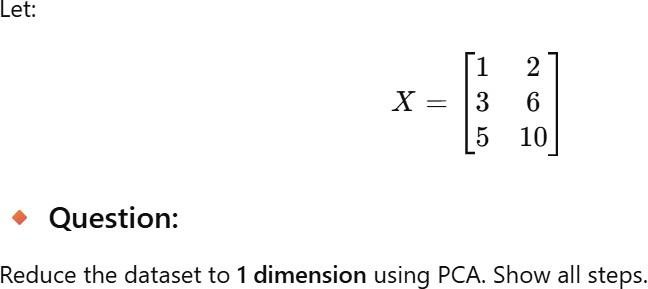 Let:
X = [1 2
3 6
5 10]
Question:
Reduce the dataset to 1 dimension using PCA. Show all steps.